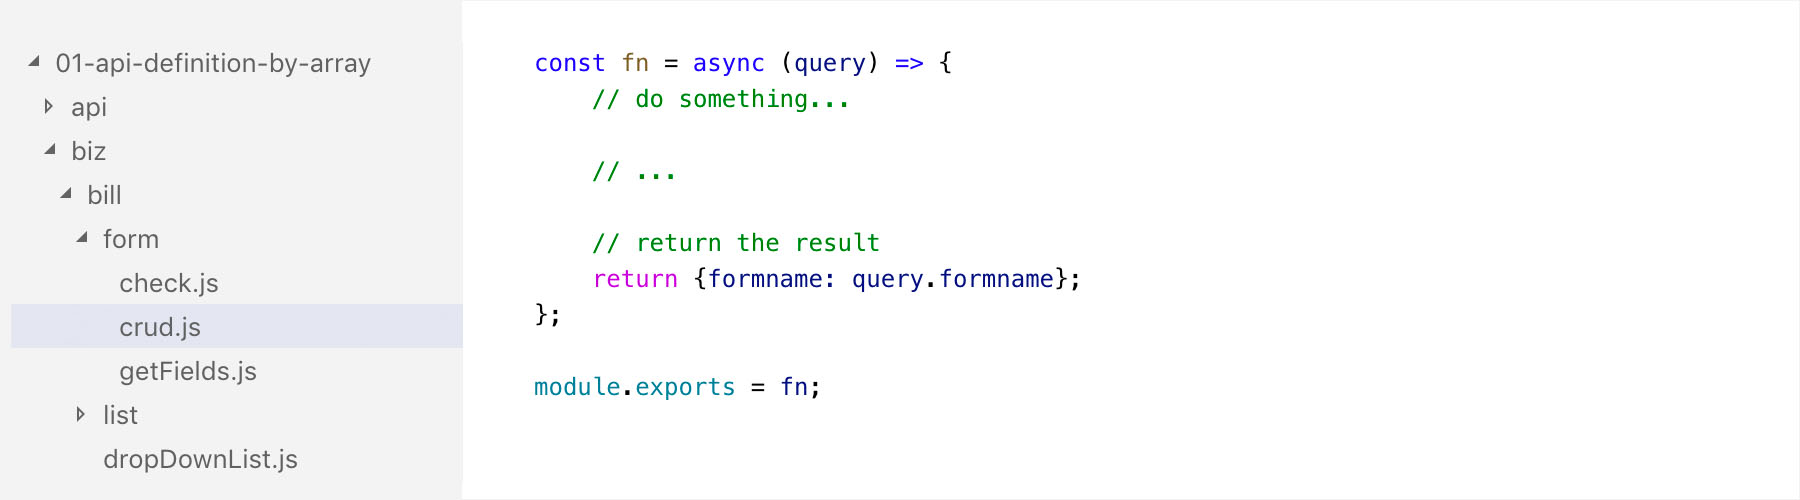 01-api-definition-by-array
api
biz
bill
form
check.js
crud.js
getFields.js
list
dropDownList.js
const fn = async (query) => {
// do something...
// ...
// return the result
return {formname: query.formname};
};
module.exports = fn;